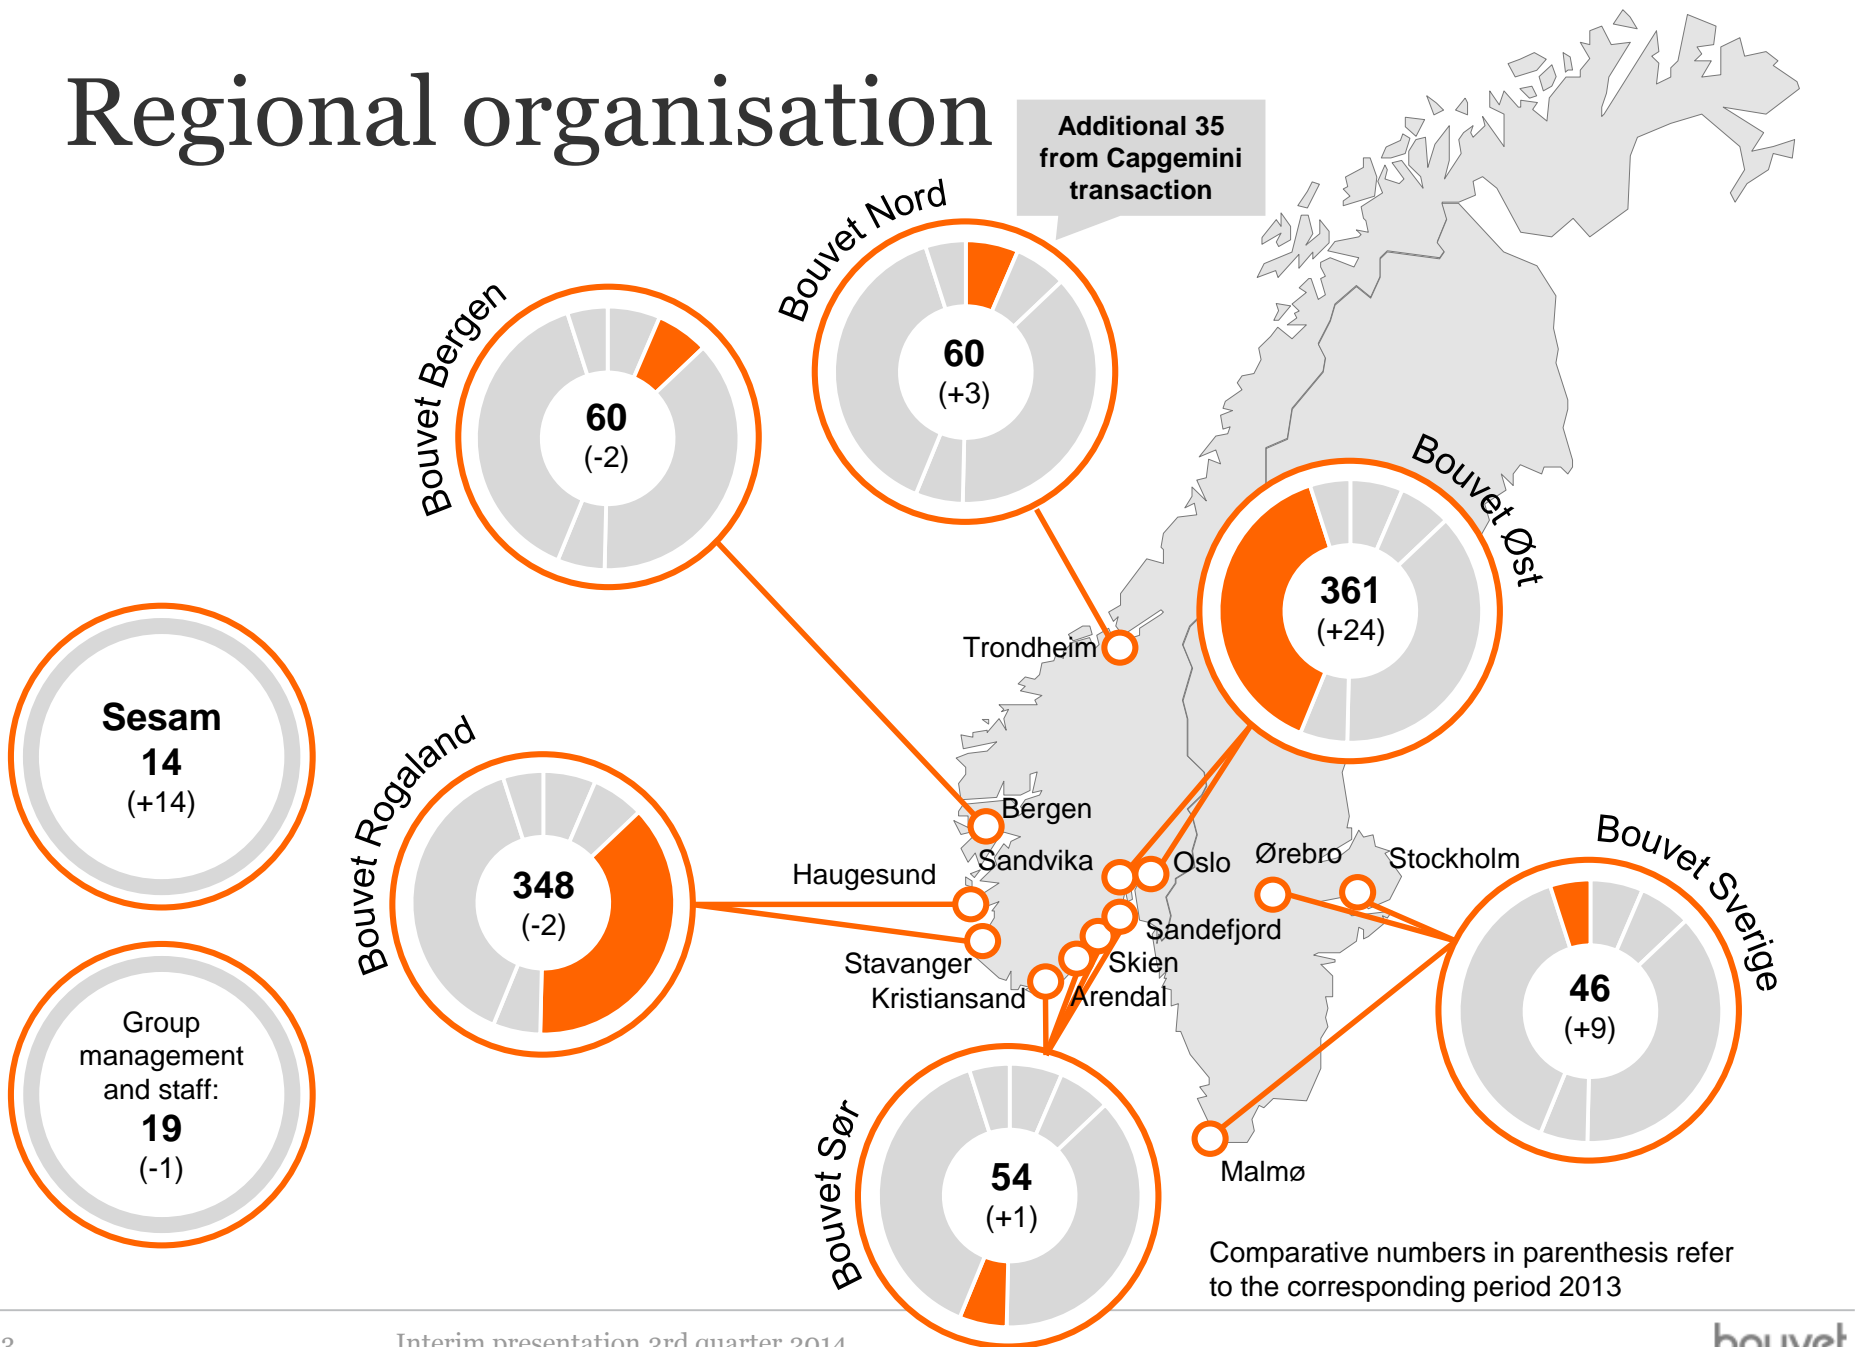 Regional organisation
Additional 35
from Capgemini
transaction
Bouvet Nord
60
(+3)
Bouvet Bergen
60
(-2)
Bouvet Øst
361
(+24)
Trondheim
Sesam
14
(+14)
Bouvet Rogaland
348
(-2)
Bergen
Sandvika
Oslo
Ørebro
Stockholm
Haugesund
Sandefjord
Stavanger
Skien
Kristiansand
Arendal
Bouvet Sverige
46
(+9)
Group
management
and staff:
19
(-1)
Bouvet Sør
54
(+1)
Malmø
Comparative numbers in parenthesis refer
to the corresponding period 2013
Interim presentation 3rd quarter 2014
bouvet